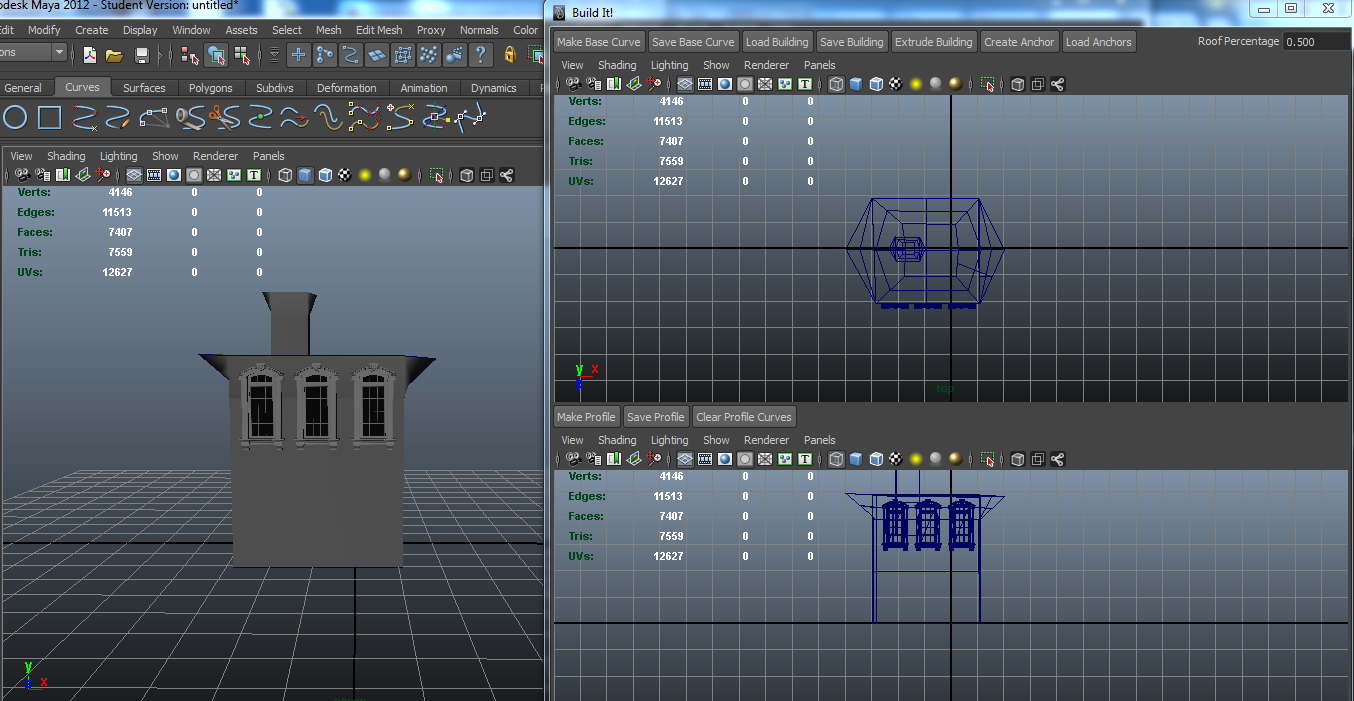 odesk Maya 2012 - Student Version: untitled*
dit Modify Create Display Window Assets Select Mesh Edit Mesh Proxy Normals Color
ons
General Curves Surfaces Polygons Subdivs Deformation Animation Dynamics
View Shading Lighting Show Renderer Panels
Verts: 4146 0 0
Edges: 11513 0 0
Faces: 7407 0 0
Tris: 7559 0 0
UVs: 12627 0 0
y
x
Build It!
Make Base Curve Save Base Curve Load Building Save Building Extrude Building Create Anchor Load Anchors Roof Percentage 0.500
View Shading Lighting Show Renderer Panels
Verts: 4146 0 0
Edges: 11513 0 0
Faces: 7407 0 0
Tris: 7559 0 0
UVs: 12627 0 0
y x
z
top
Make Profile Save Profile Clear Profile Curves
View Shading Lighting Show Renderer Panels
Verts: 4146 0 0
Edges: 11513 0 0
Faces: 7407 0 0
Tris: 7559 0 0
UVs: 12627 0 0